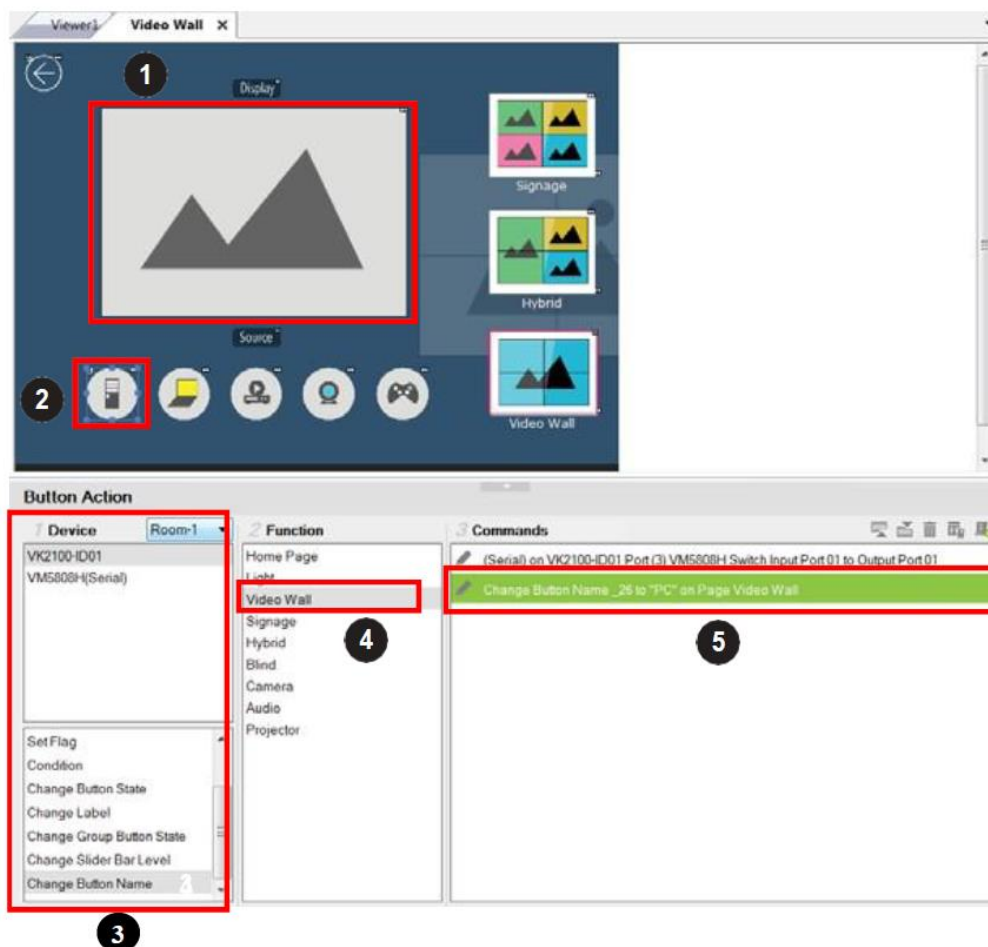 Viewer1 Video Wall X
1
Display
Signage
Hybrid
Source
2
Video Wall
Button Action
1 Device Room-1 2 Function 3 Commands
VK2100-ID01
VM5808H(Serial)
Home Page
Light
Video Wall
Signage
Hybrid
Blind
Camera
Audio
Projector
4
(Serial) on VK2100-ID01 Port (3) VM5808H Switch Input Port 01 to Output Port 01
Change Button Name _26 to "PC" on Page Video Wall
5
Set Flag
Condition
Change Button State
Change Label
Change Group Button State
Change Slider Bar Level
Change Button Name
3